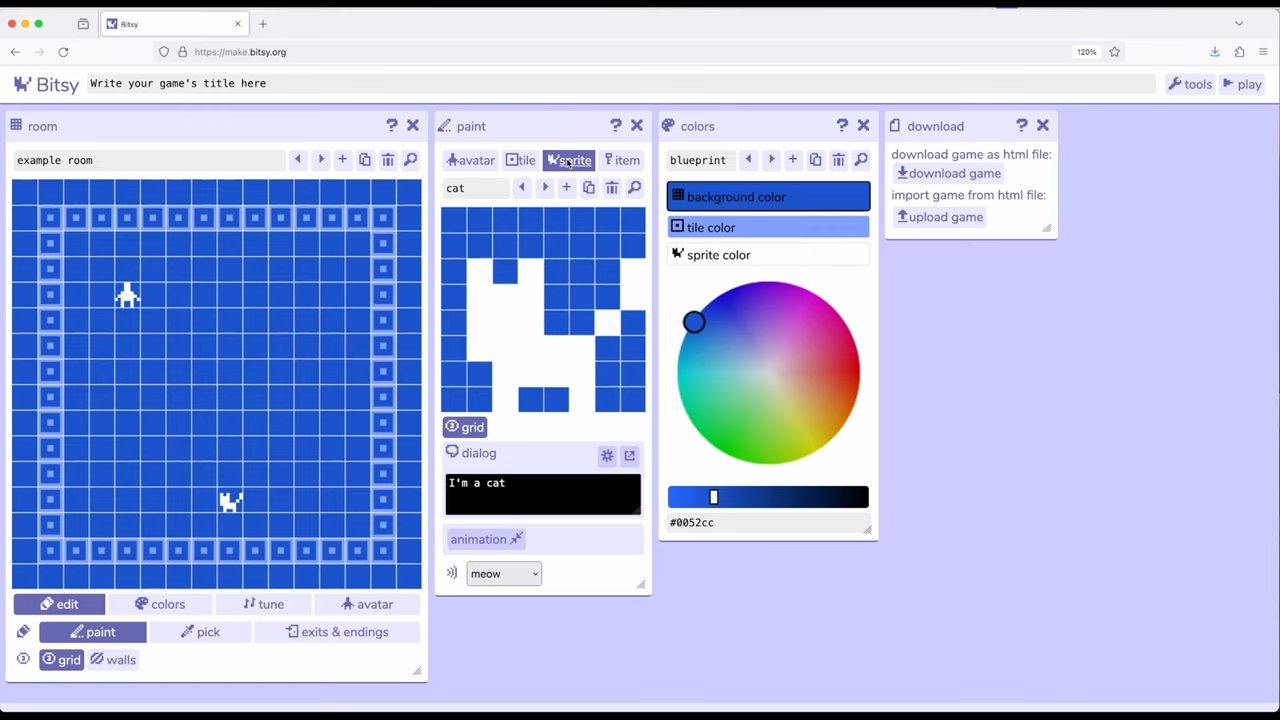 Bitsy
https://make.bitsy.org
120%
Bitsy
Write your game's title here
tools
play
room
example room
edit
colors
tune
avatar
paint
pick
exits & endings
grid
walls
paint
avatar
tile
sprite
item
cat
grid
dialog
I'm a cat
animation
meow
colors
blueprint
background color
tile color
sprite color
#0052cc
download
download game as html file:
download game
import game from html file:
upload game